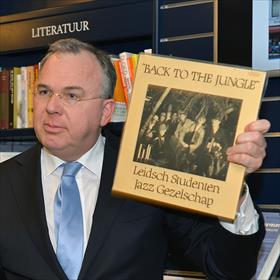 LITERATUUR
"BACK TO THE JUNGLE"
Leidsch Studenten
Jazz Gezelschap